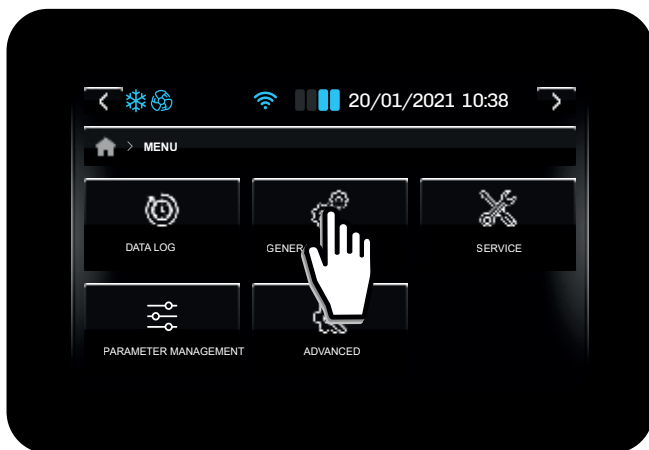 20/01/2021 10:38
> MENU
DATA LOG
SERVICE
PARAMETER MANAGEMENT
ADVANCED